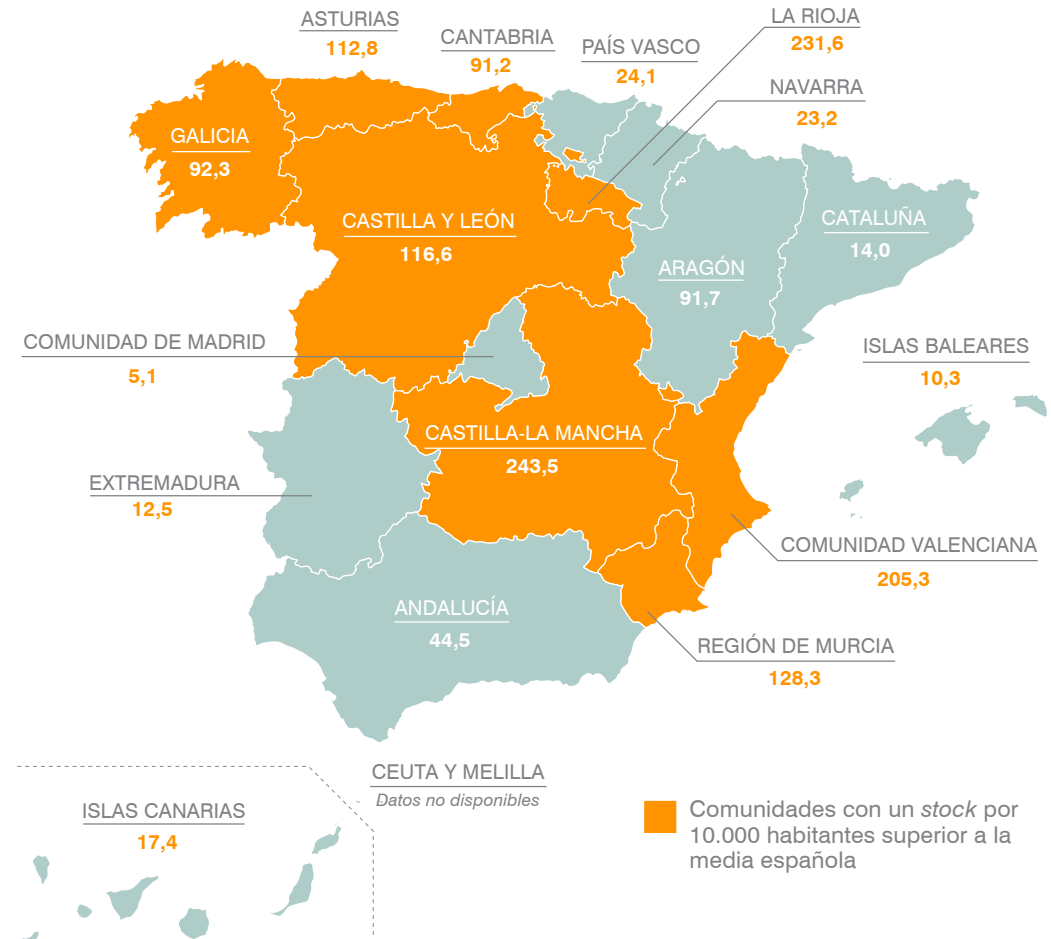 ASTURIAS
112,8
CANTABRIA
91,2
PAÍS VASCO
24,1
LA RIOJA
231,6
NAVARRA
23,2
GALICIA
92,3
CASTILLA Y LEÓN
116,6
ARAGÓN
91,7
CATALUÑA
14,0
COMUNIDAD DE MADRID
5,1
ISLAS BALEARES
10,3
CASTILLA-LA MANCHA
243,5
EXTREMADURA
12,5
COMUNIDAD VALENCIANA
205,3
ANDALUCÍA
44,5
REGIÓN DE MURCIA
128,3
CEUTA Y MELILLA
Datos no disponibles
ISLAS CANARIAS
17,4
Comunidades con un stock por
10.000 habitantes superior a la
media española